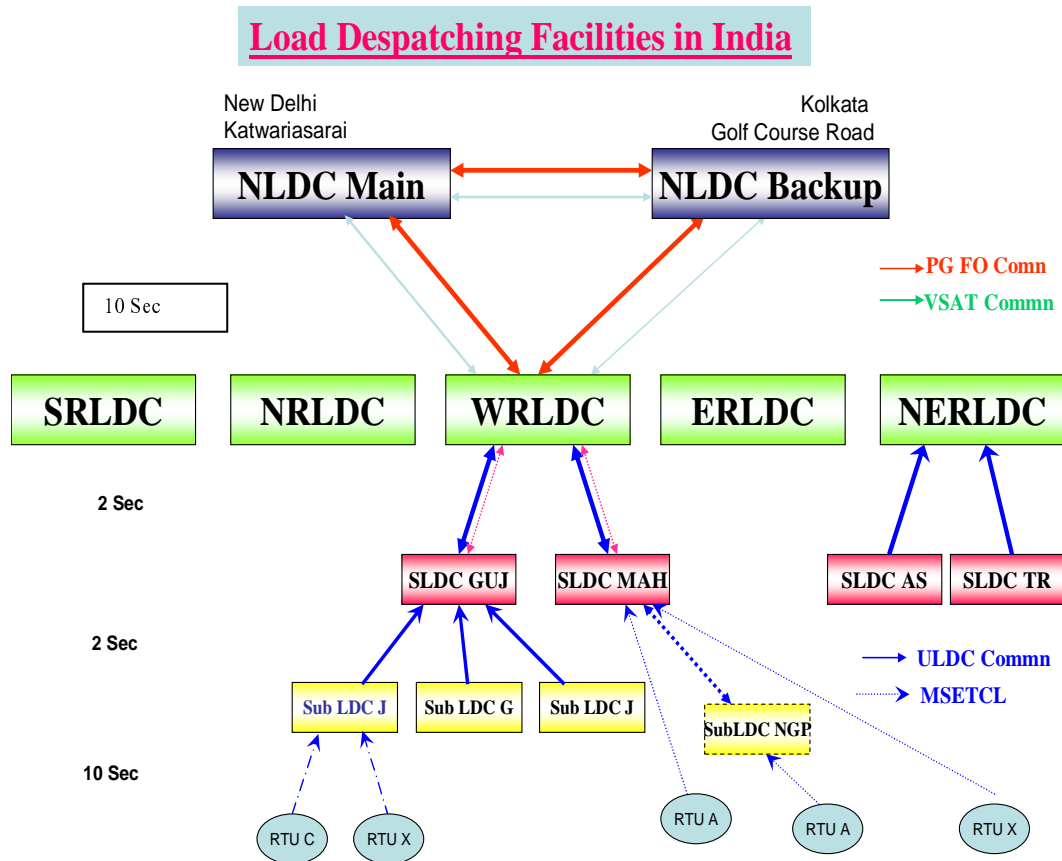 Load Despatching Facilities in India
New Delhi
Katwariasarai
Kolkata
Golf Course Road
NLDC Main
NLDC Backup
PG FO Comn
VSAT Commn
10 Sec
SRLDC
NRLDC
WRLDC
ERLDC
NERLDC
2 Sec
SLDC GUJ
SLDC MAH
SLDC AS
SLDC TR
2 Sec
ULDC Commn
MSETCL
Sub LDC J
Sub LDC G
Sub LDC J
SubLDC NGP
10 Sec
RTU C
RTU X
RTU A
RTU A
RTU X